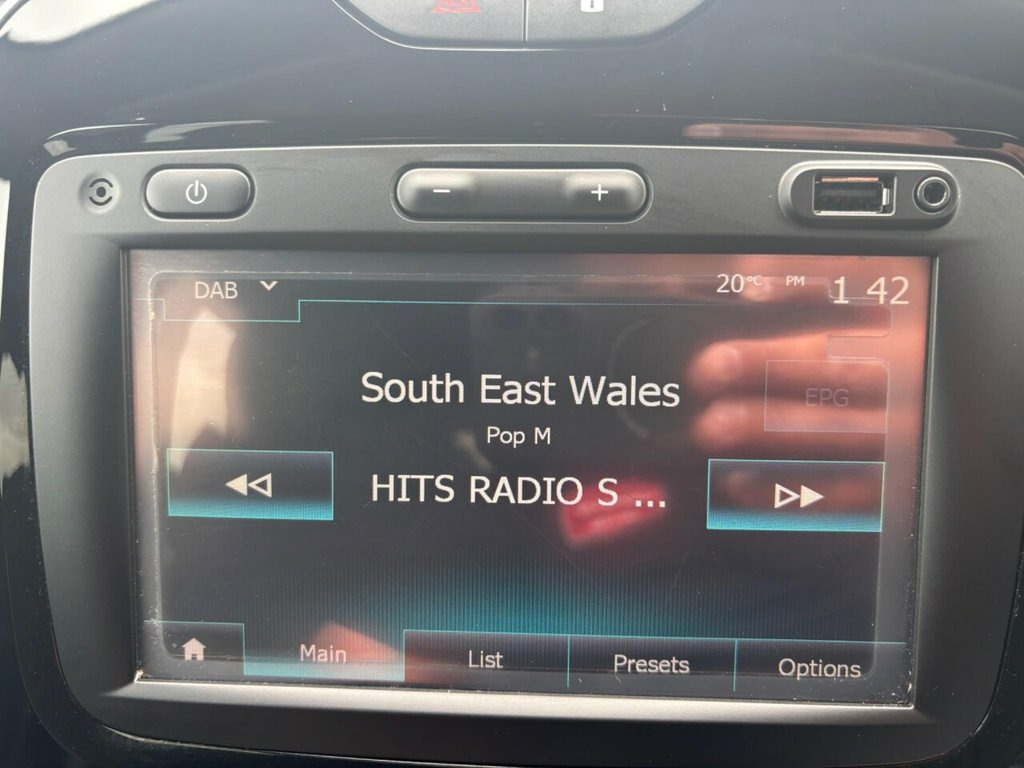 DAB 20°C PM 1 42
South East Wales
EPG
Pop M
HITS RADIO S ...
Main List Presets Options